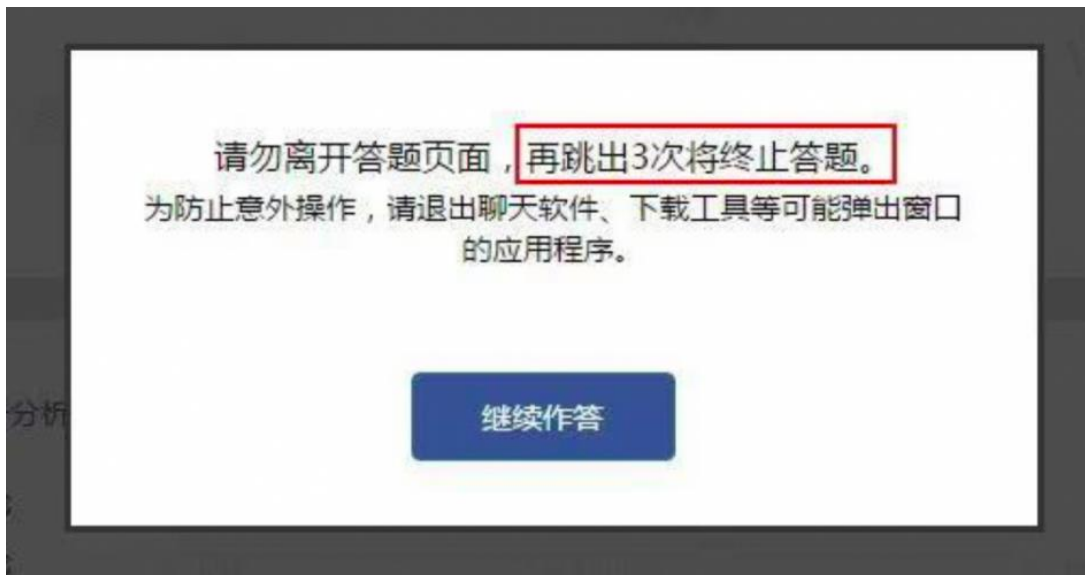 请勿离开答题页面，再跳出3次将终止答题。
为防止意外操作，请退出聊天软件、下载工具等可能弹出窗口
的应用程序。
分析
继续作答